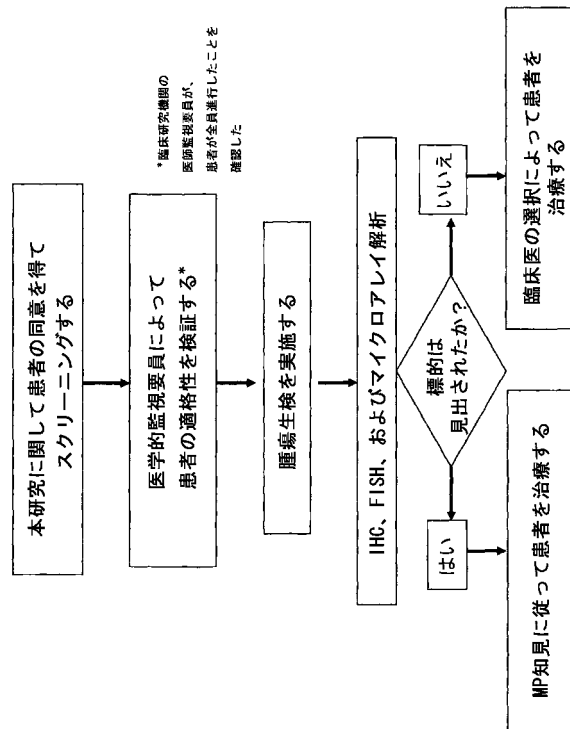 本研究に関して患者の同意を得て
スクリーニングする
医学的監視要員によって
患者の適格性を検証する*
*臨床研究機関の
医師監視要員が、
患者が全員進行したことを
確認した
腫瘍生検を実施する
IHC、FISH、およびマイクロアレイ解析
標的は
見出されたか?
はい
いいえ
MP知見に従って患者を治療する
臨床医の選択によって患者を
治療する